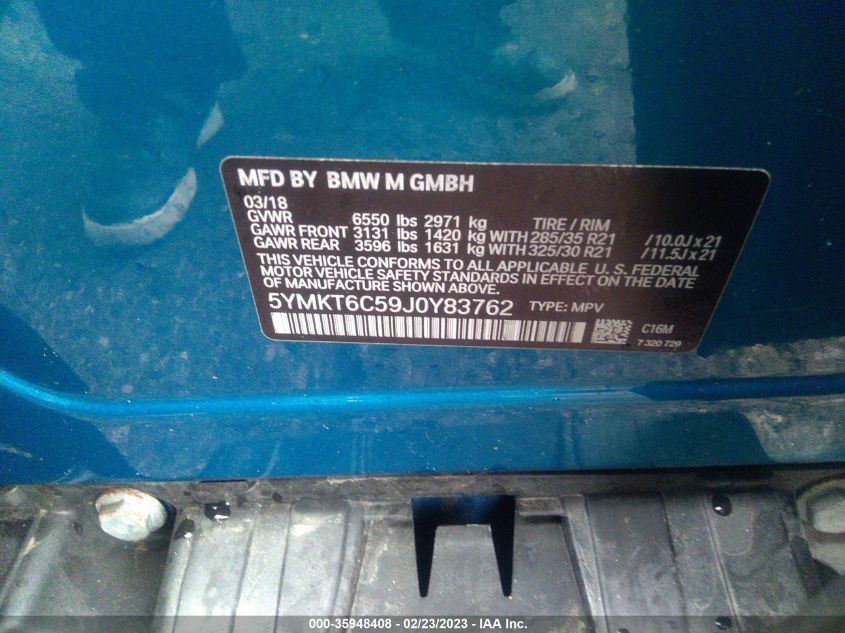 MFD BY BMW M GMBH
03/18
GVWR 6550 lbs 2971 kg TIRE / RIM
GAWR FRONT 3131 lbs 1420 kg WITH 285/35 R21 /10.0J x 21
GAWR REAR 3596 lbs 1631 kg WITH 325/30 R21 /11.5J x 21
THIS VEHICLE CONFORMS TO ALL APPLICABLE U. S. FEDERAL
MOTOR VEHICLE SAFETY STANDARDS IN EFFECT ON THE DATE
OF MANUFACTURE SHOWN ABOVE.
5YMKT6C59J0Y83762 TYPE: MPV
C16M
7 320 729
000-35948408 - 02/23/2023 - IAA Inc.